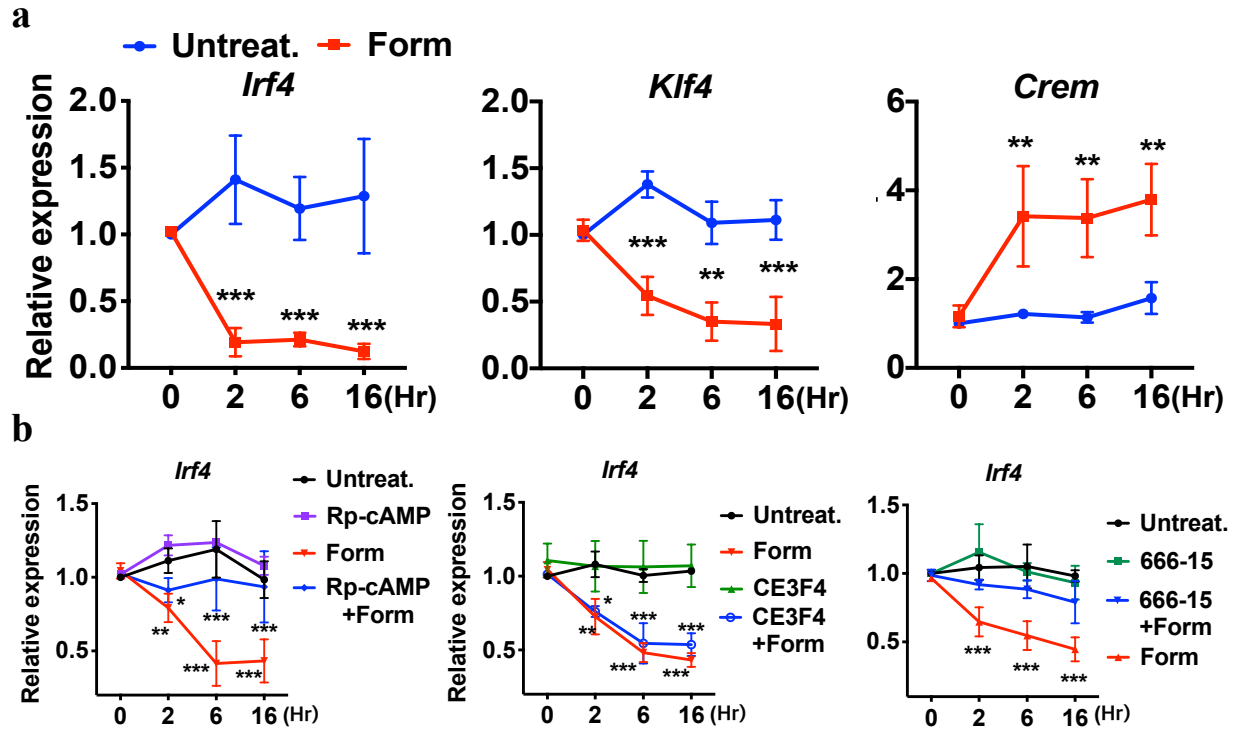 a
Untreat. Form
Irf4
Klf4
Crem
Relative expression
2.0
1.5
1.0
0.5
0.0
*** *** ***
0 2 6 16 (Hr)
2.0
1.5
1.0
0.5
0.0
*** ** ***
0 2 6 16 (Hr)
6
4
2
0
** ** **
0 2 6 16 (Hr)
b
Irf4
Relative expression
1.5
1.0
0.5
Untreat.
Rp-cAMP
Form
Rp-cAMP
+Form
* *** ***
** *** ***
0 2 6 16 (Hr)
Irf4
Relative expression
1.5
1.0
0.5
Untreat.
Form
CE3F4
CE3F4
+Form
* *** ***
** *** ***
0 2 6 16 (Hr)
Irf4
Relative expression
1.5
1.0
0.5
Untreat.
666-15
666-15
+Form
Form
*** *** ***
0 2 6 16 (Hr)